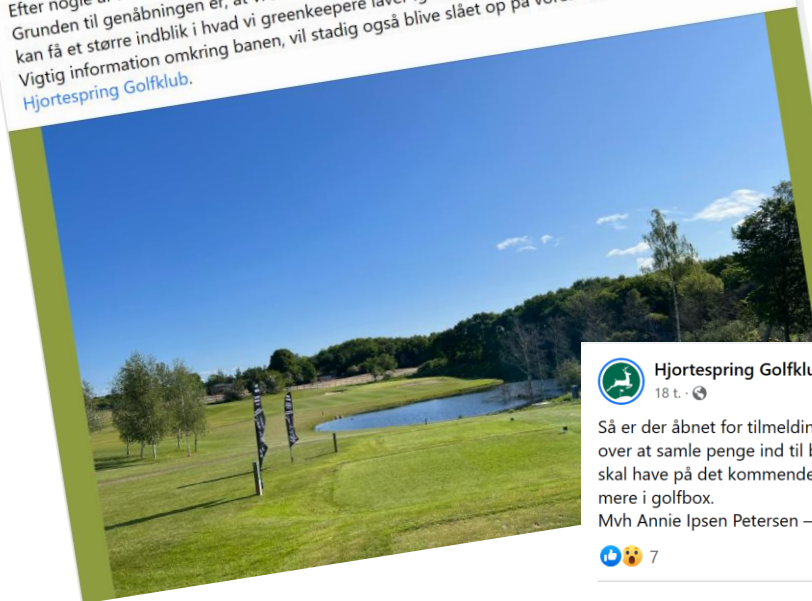 Efter nogle
Grunden til genåbningen er, at
kan få et større indblik i hvad vi greenkeepere laver
Vigtig information omkring banen, vil stadig også blive slået op på
Hjortespring Golfklub.
Hjortespring Golfklu
18 t.
Så er der åbnet for tilmeldin
over at samle penge ind til b
skal have på det kommende
mere i golfbox.
Mvh Annie Ipsen Petersen –
7